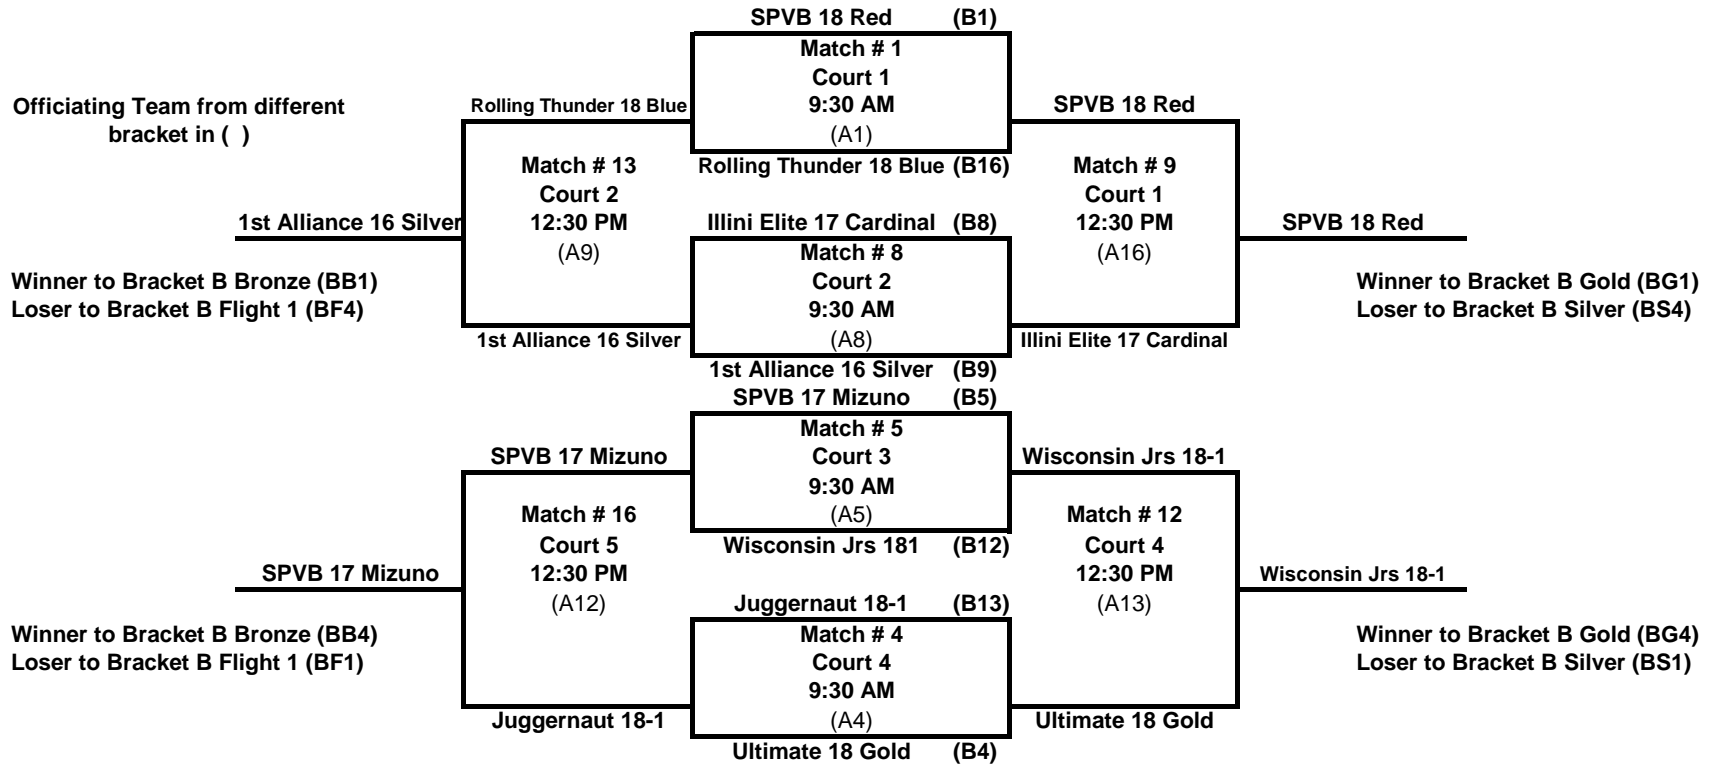 SPVB 18 Red (B1)
Match # 1
Court 1
Officiating Team from different Rolling Thunder 18 Blue 9:30 AM SPVB 18 Red
bracket in ( ) (A1)
Match # 13 Rolling Thunder 18 Blue (B16) Match # 9
Court 2 Court 1
1st Alliance 16 Silver 12:30 PM Illini Elite 17 Cardinal (B8) 12:30 PM SPVB 18 Red
(A9) Match # 8 (A16)
Winner to Bracket B Bronze (BB1) Court 2 Winner to Bracket B Gold (BG1)
Loser to Bracket B Flight 1 (BF4) 9:30 AM Loser to Bracket B Silver (BS4)
1st Alliance 16 Silver (A8) Illini Elite 17 Cardinal
1st Alliance 16 Silver (B9)
SPVB 17 Mizuno (B5)
Match # 5
SPVB 17 Mizuno Court 3 Wisconsin Jrs 18-1
9:30 AM
Match # 16 (A5) Match # 12
Court 5 Wisconsin Jrs 181 (B12) Court 4
SPVB 17 Mizuno 12:30 PM 12:30 PM Wisconsin Jrs 18-1
(A12) Juggernaut 18-1 (B13) (A13)
Winner to Bracket B Bronze (BB4) Match # 4 Winner to Bracket B Gold (BG4)
Loser to Bracket B Flight 1 (BF1) Court 4 Loser to Bracket B Silver (BS1)
9:30 AM
Juggernaut 18-1 (A4) Ultimate 18 Gold
Ultimate 18 Gold (B4)